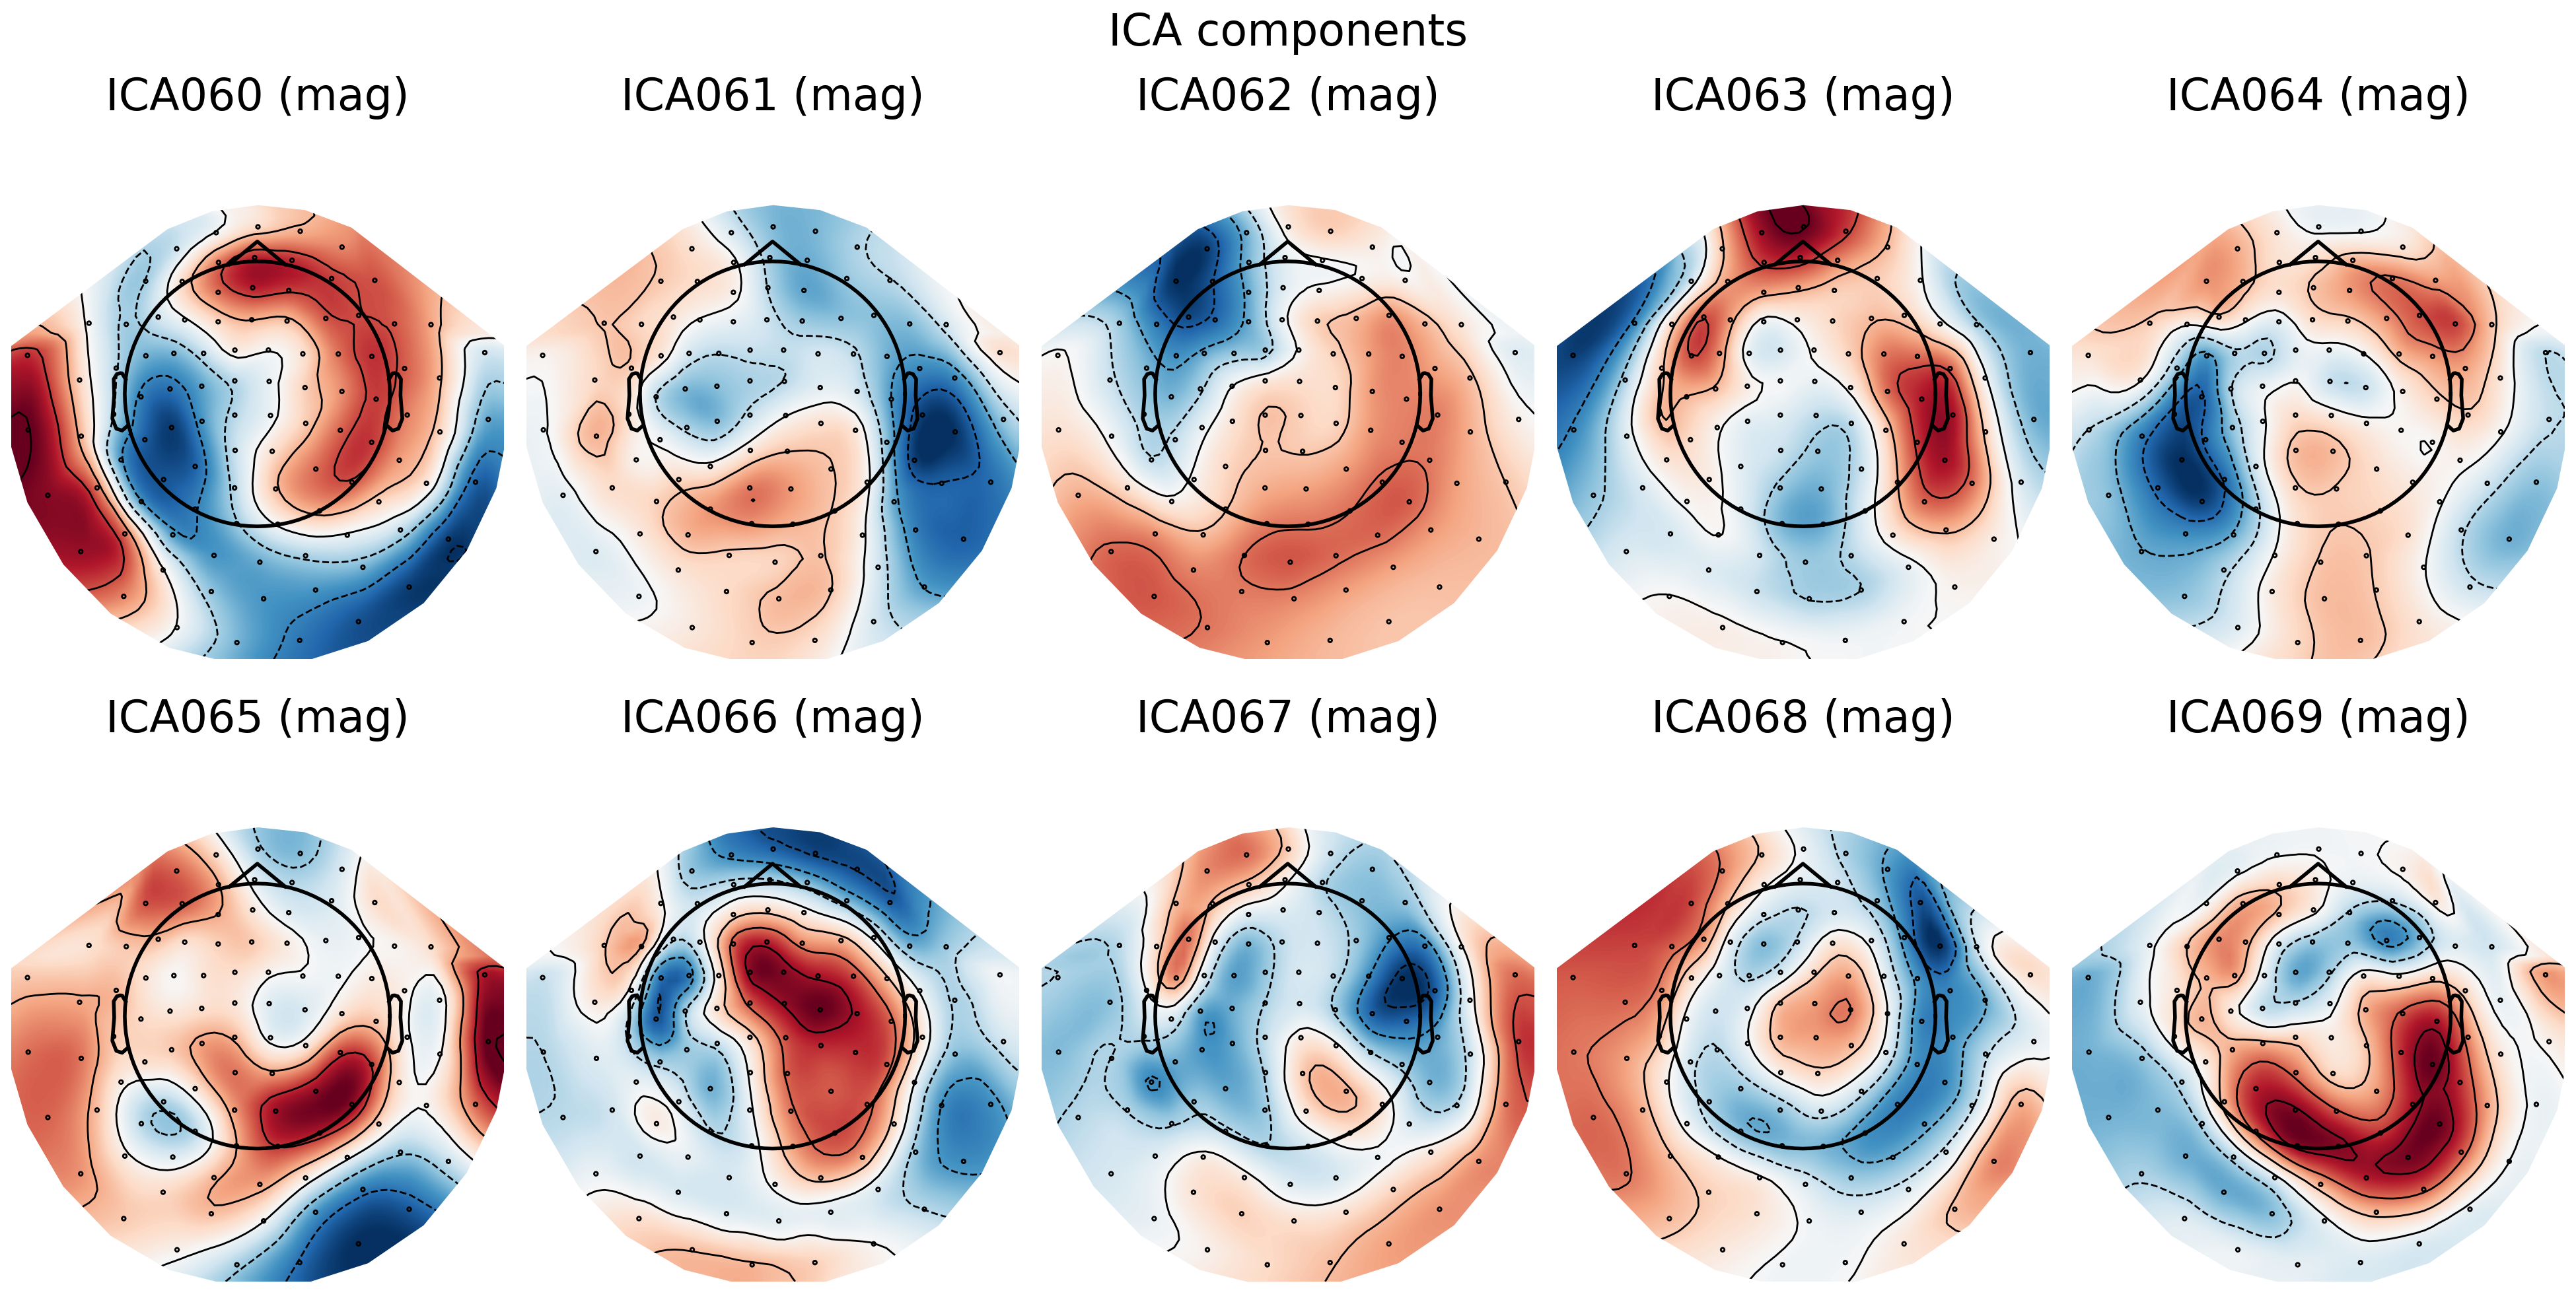 ICA components
ICA060 (mag) ICA061 (mag) ICA062 (mag) ICA063 (mag) ICA064 (mag)
ICA065 (mag) ICA066 (mag) ICA067 (mag) ICA068 (mag) ICA069 (mag)